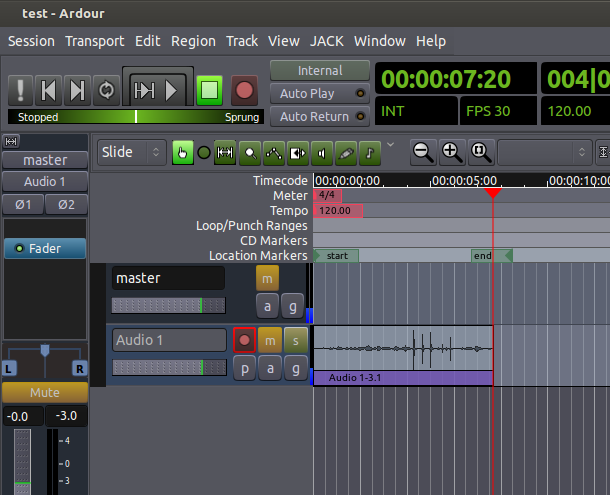 test - Ardour
Session Transport Edit Region Track View JACK Window Help
Internal
Auto Play
Auto Return
00:00:07:20
004|0
INT
FPS 30
120.00
Stopped
Sprung
master
Audio 1
Ø1 Ø2
Fader
L R
Mute
-0.0 -3.0
4
0
3
Slide
Timecode
00:00:00:00 00:00:05:00 00:00:10:0
Meter
4/4
Tempo
120.00
Loop/Punch Ranges
CD Markers
Location Markers
start
end
master
m
a g
Audio 1
m s
p a g
Audio 1-3.1